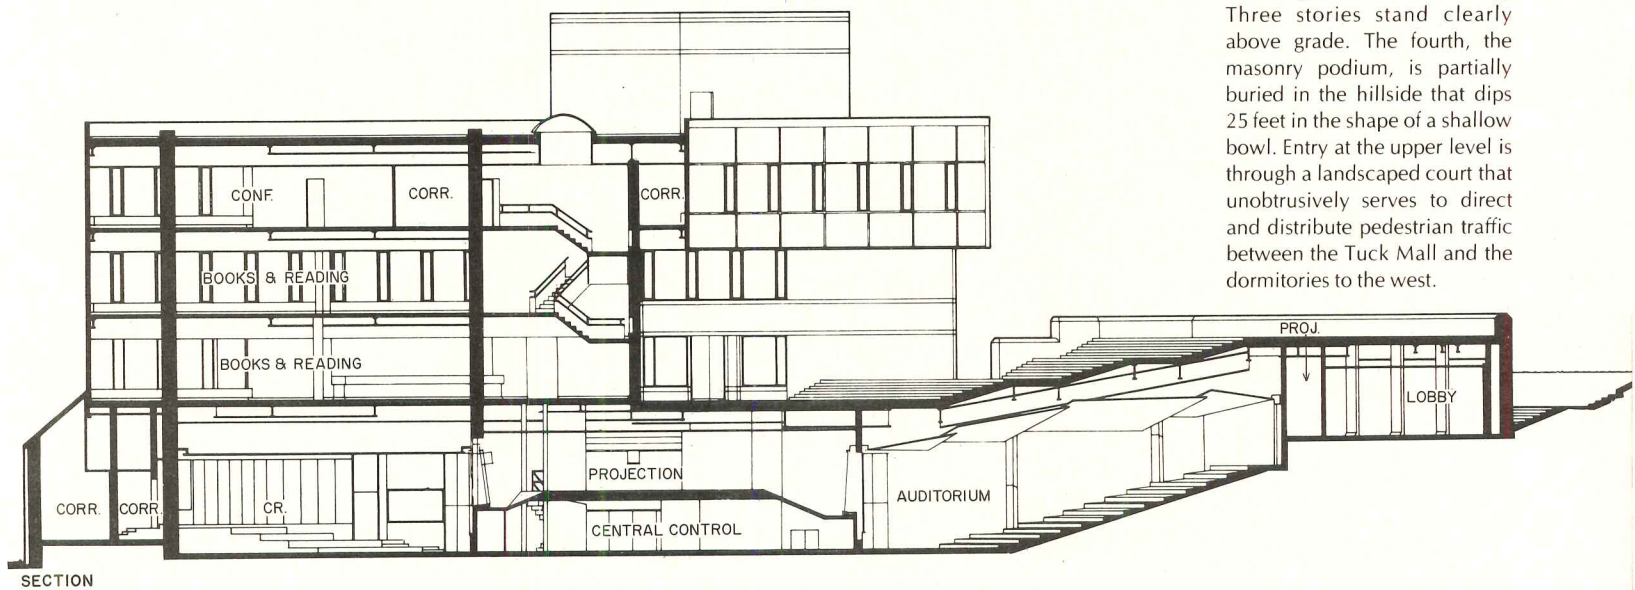 Three stories stand clearly
above grade. The fourth, the
masonry podium, is partially
buried in the hillside that dips
25 feet in the shape of a shallow
bowl. Entry at the upper level is
through a landscaped court that
unobtrusively serves to direct
and distribute pedestrian traffic
between the Tuck Mall and the
dormitories to the west.
CONF.
CORR.
CORR.
BOOKS & READING
BOOKS & READING
PROJ.
LOBBY
PROJECTION
AUDITORIUM
CORR.
CORR.
CR.
CENTRAL CONTROL
SECTION